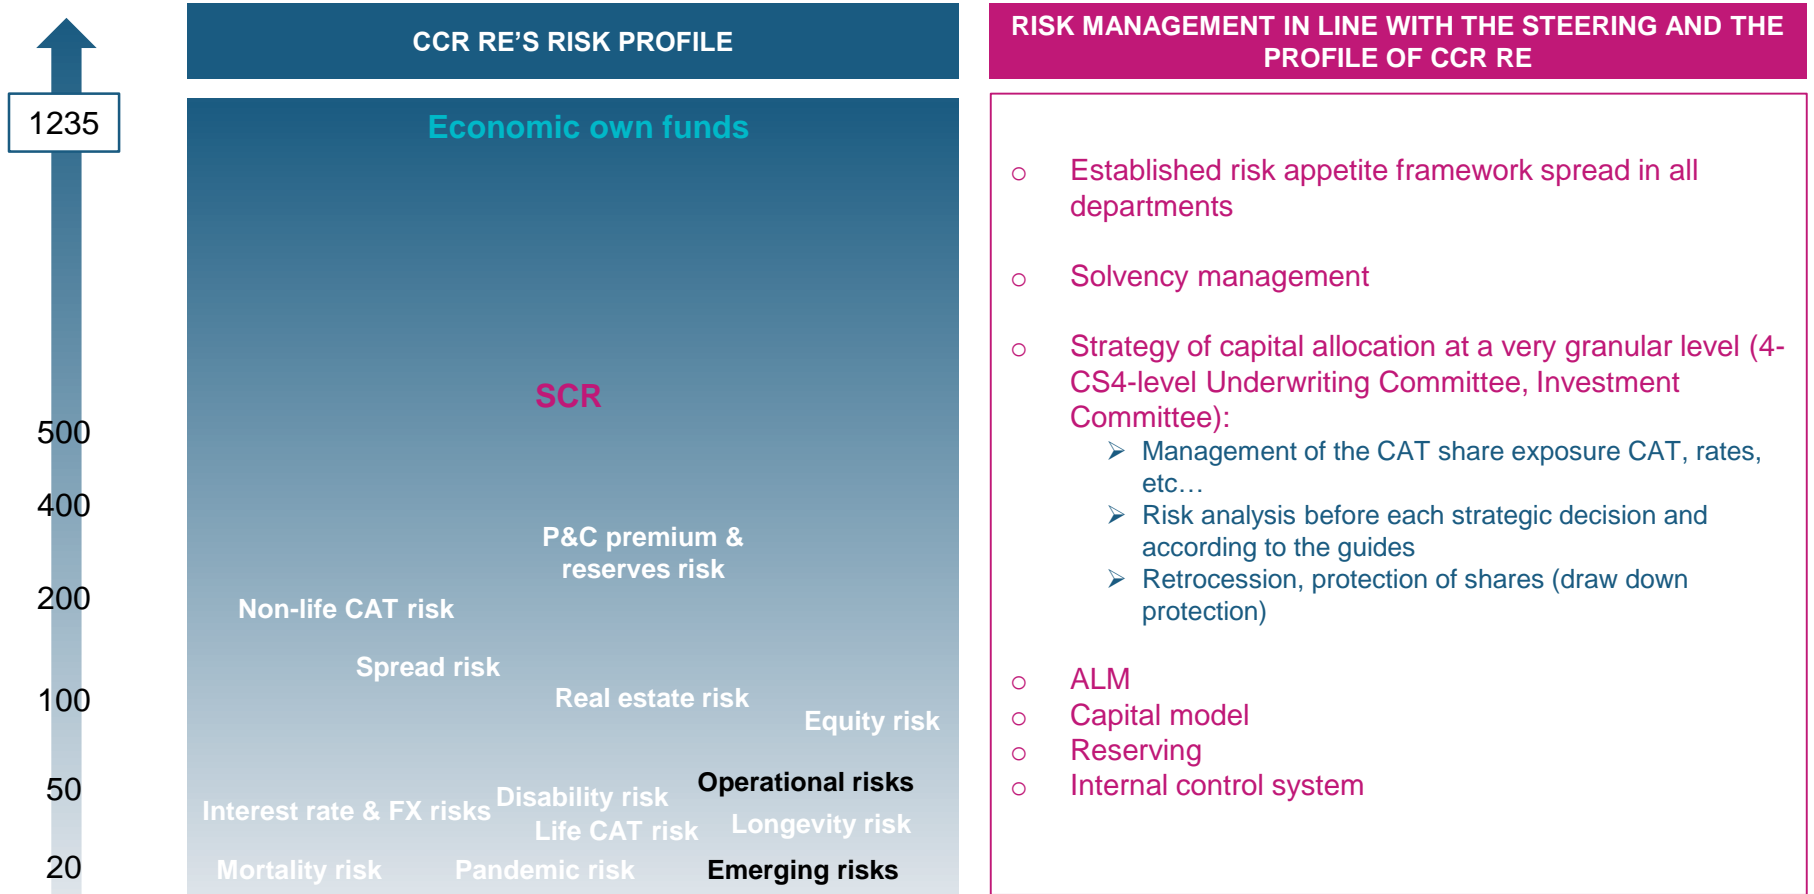 1235
500
400
200
100
50
20
CCR RE’S RISK PROFILE
Economic own funds
SCR
P&C premium &
reserves risk
Non-life CAT risk
Spread risk
Real estate risk
Equity risk
Operational risks
Disability risk
Interest rate & FX risks
Life CAT risk
Longevity risk
Mortality risk
Pandemic risk
Emerging risks
RISK MANAGEMENT IN LINE WITH THE STEERING AND THE
PROFILE OF CCR RE
o Established risk appetite framework spread in all
departments
o Solvency management
o Strategy of capital allocation at a very granular level (4-
CS4-level Underwriting Committee, Investment
Committee):
➢ Management of the CAT share exposure CAT, rates,
etc…
➢ Risk analysis before each strategic decision and
according to the guides
➢ Retrocession, protection of shares (draw down
protection)
o ALM
o Capital model
o Reserving
o Internal control system